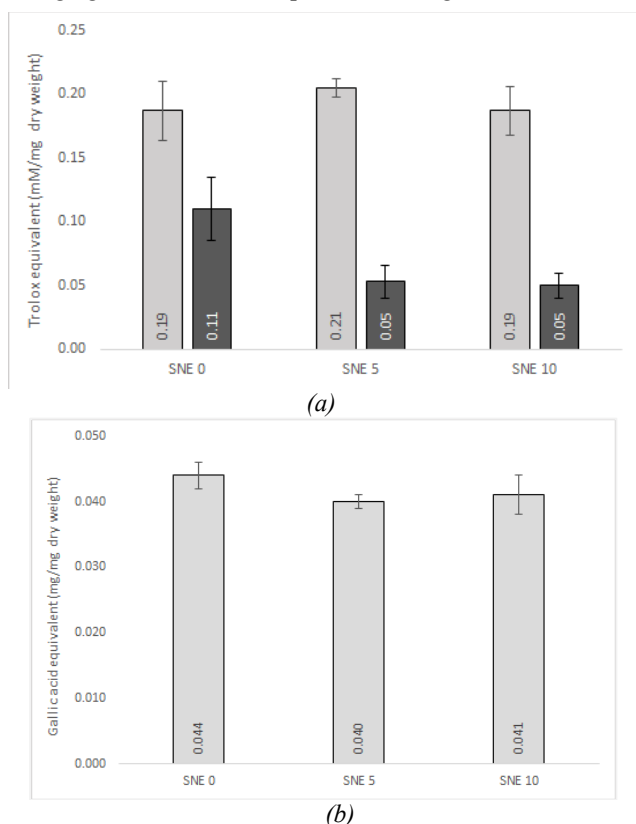 0.25
0.20
0.15
0.10
0.05
0.00
Trolox equivalent (mM/mg dry weight)
0.19
0.11
0.21
0.05
0.19
0.05
SNE 0
SNE 5
SNE 10
(a)
0.050
0.040
0.030
0.020
0.010
0.000
Gallic acid equivalent (mg/mg dry weight)
0.044
0.040
0.041
SNE 0
SNE 5
SNE 10
(b)